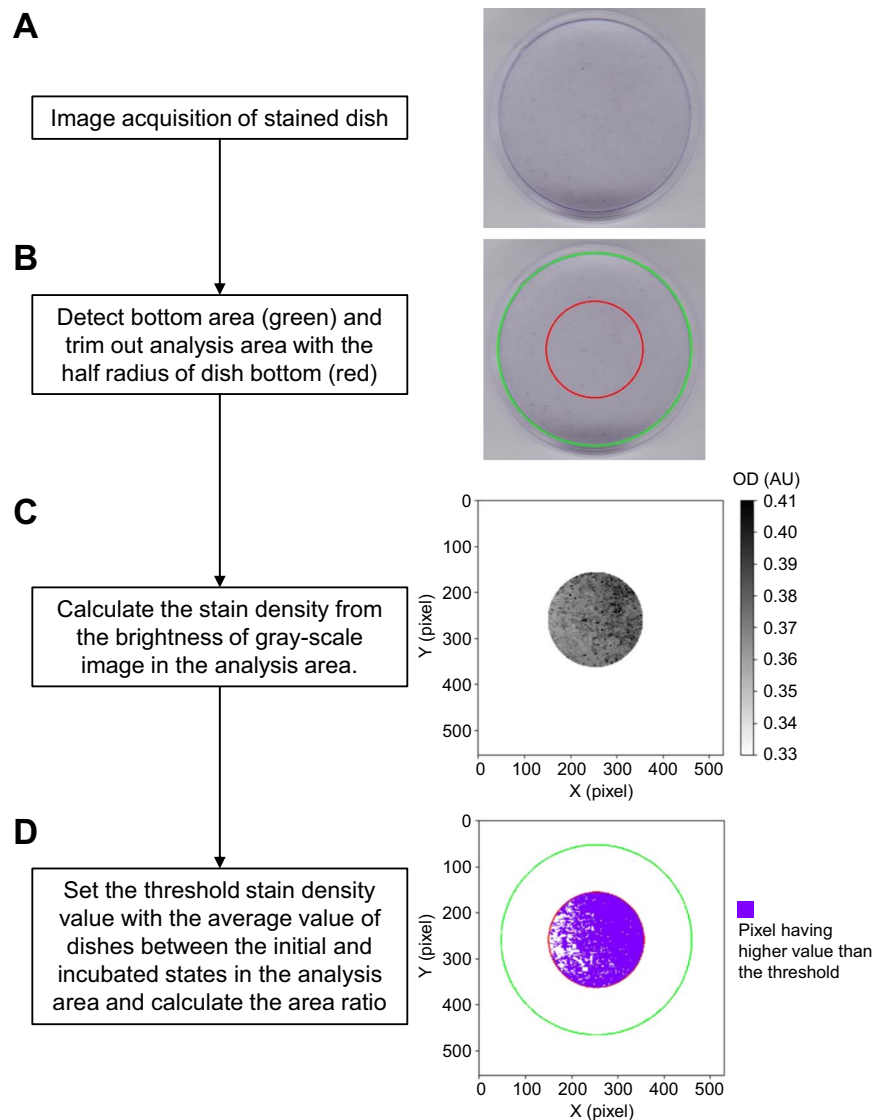 A
Image acquisition of stained dish
B
Detect bottom area (green) and
trim out analysis area with the
half radius of dish bottom (red)
C
Calculate the stain density from
the brightness of gray-scale
image in the analysis area.
OD (AU)
0.41
0.40
0.39
0.38
0.37
0.36
0.35
0.34
0.33
Y (pixel)
0
100
200
300
400
500
0 100 200 300 400 500
X (pixel)
D
Set the threshold stain density
value with the average value of
dishes between the initial and
incubated states in the analysis
area and calculate the area ratio
Y (pixel)
0
100
200
300
400
500
0 100 200 300 400 500
X (pixel)
Pixel having
higher value than
the threshold